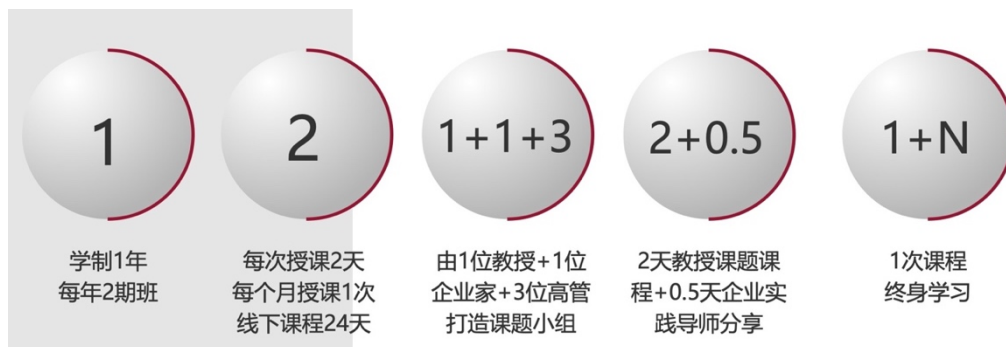 1
2
1+1+3
2+0.5
1+N
学制1年
每年2期班
每次授课2天
每个月授课1次
线下课程24天
由1位教授+1位
企业家+3位高管
打造课题小组
2天教授课题课
程+0.5天企业实
践导师分享
1次课程
终身学习